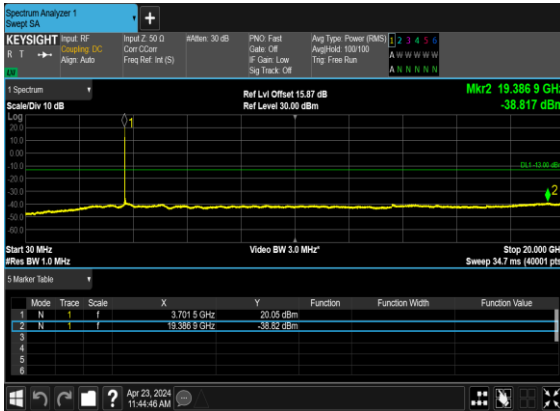 Spectrum Analyzer 1
Swept SA
KEYSIGHT Input: RF Input Z: 50 Ω #Atten: 30 dB PNO: Fast Avg Type: Power (RMS) 1 2 3 4 5 6
R T Coupling: DC Corr CCorr Gate: Off Avg|Hold: 100/100 A W W W W W
Align: Auto Freq Ref: Int (S) IF Gain: Low Trig: Free Run
Sig Track: Off A N N N N N
1 Spectrum Ref Lvl Offset 15.87 dB Mkr2 19.386 9 GHz
Scale/Div 10 dB Ref Level 30.00 dBm -38.817 dBm
Log
20.0 1
10.0
0.00
-10.0 DL1 -13.00 dBm
-20.0
-30.0 2
-40.0
-50.0
-60.0
Start 30 MHz Video BW 3.0 MHz* Stop 20.000 GHz
#Res BW 1.0 MHz Sweep 34.7 ms (40001 pts)
5 Marker Table
Mode Trace Scale X Y Function Function Width Function Value
1 N 1 f 3.701 5 GHz 20.05 dBm
2 N 1 f 19.386 9 GHz -38.82 dBm
3
4
5
6
? Apr 23, 2024
11:44:46 AM